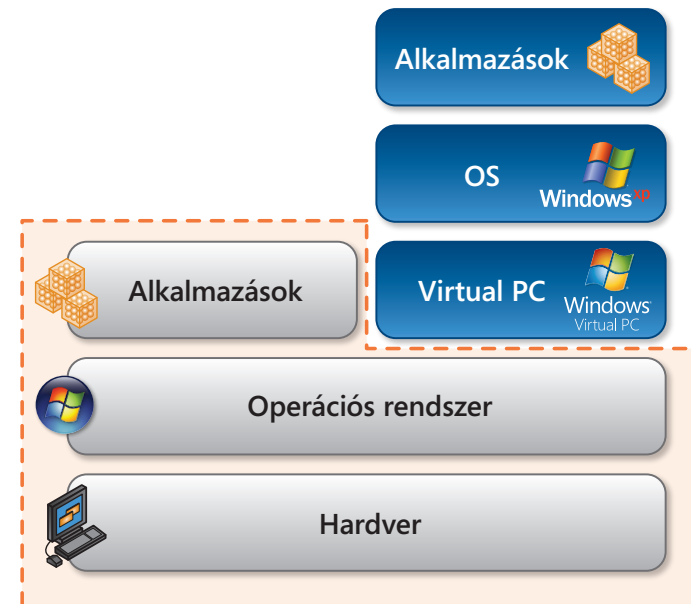 Alkalmazások
OS
Windows xp
Alkalmazások
Virtual PC
Windows
Virtual PC
Operációs rendszer
Hardver